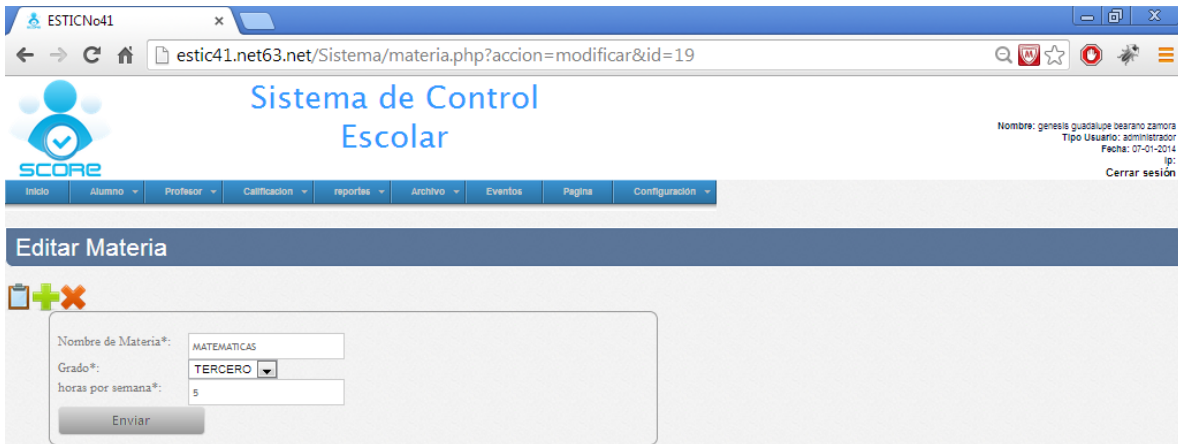 ESTICNo41
estic41.net63.net/Sistema/materia.php?accion=modificar&id=19
Sistema de Control
Escolar
SCORE
Nombre: genesis guadalupe bearano zamora
Tipo Usuario: administrador
Fecha: 07-01-2014
Ip:
Cerrar sesión
Inicio Alumno Profesor Calificacion reportes Archivo Eventos Pagina Configuración
Editar Materia
Nombre de Materia*: MATEMATICAS
Grado*: TERCERO
horas por semana*: 5
Enviar